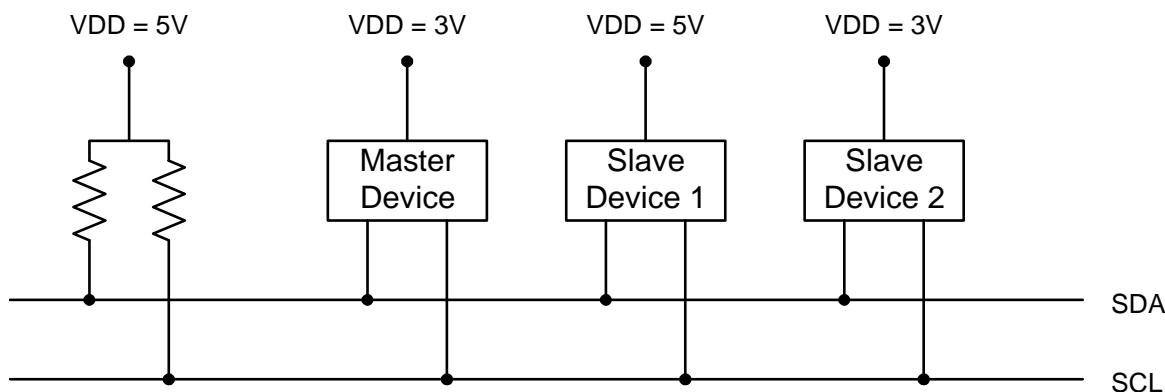 VDD = 5V
VDD = 3V
VDD = 5V
VDD = 3V
Master
Device
Slave
Device 1
Slave
Device 2
SDA
SCL